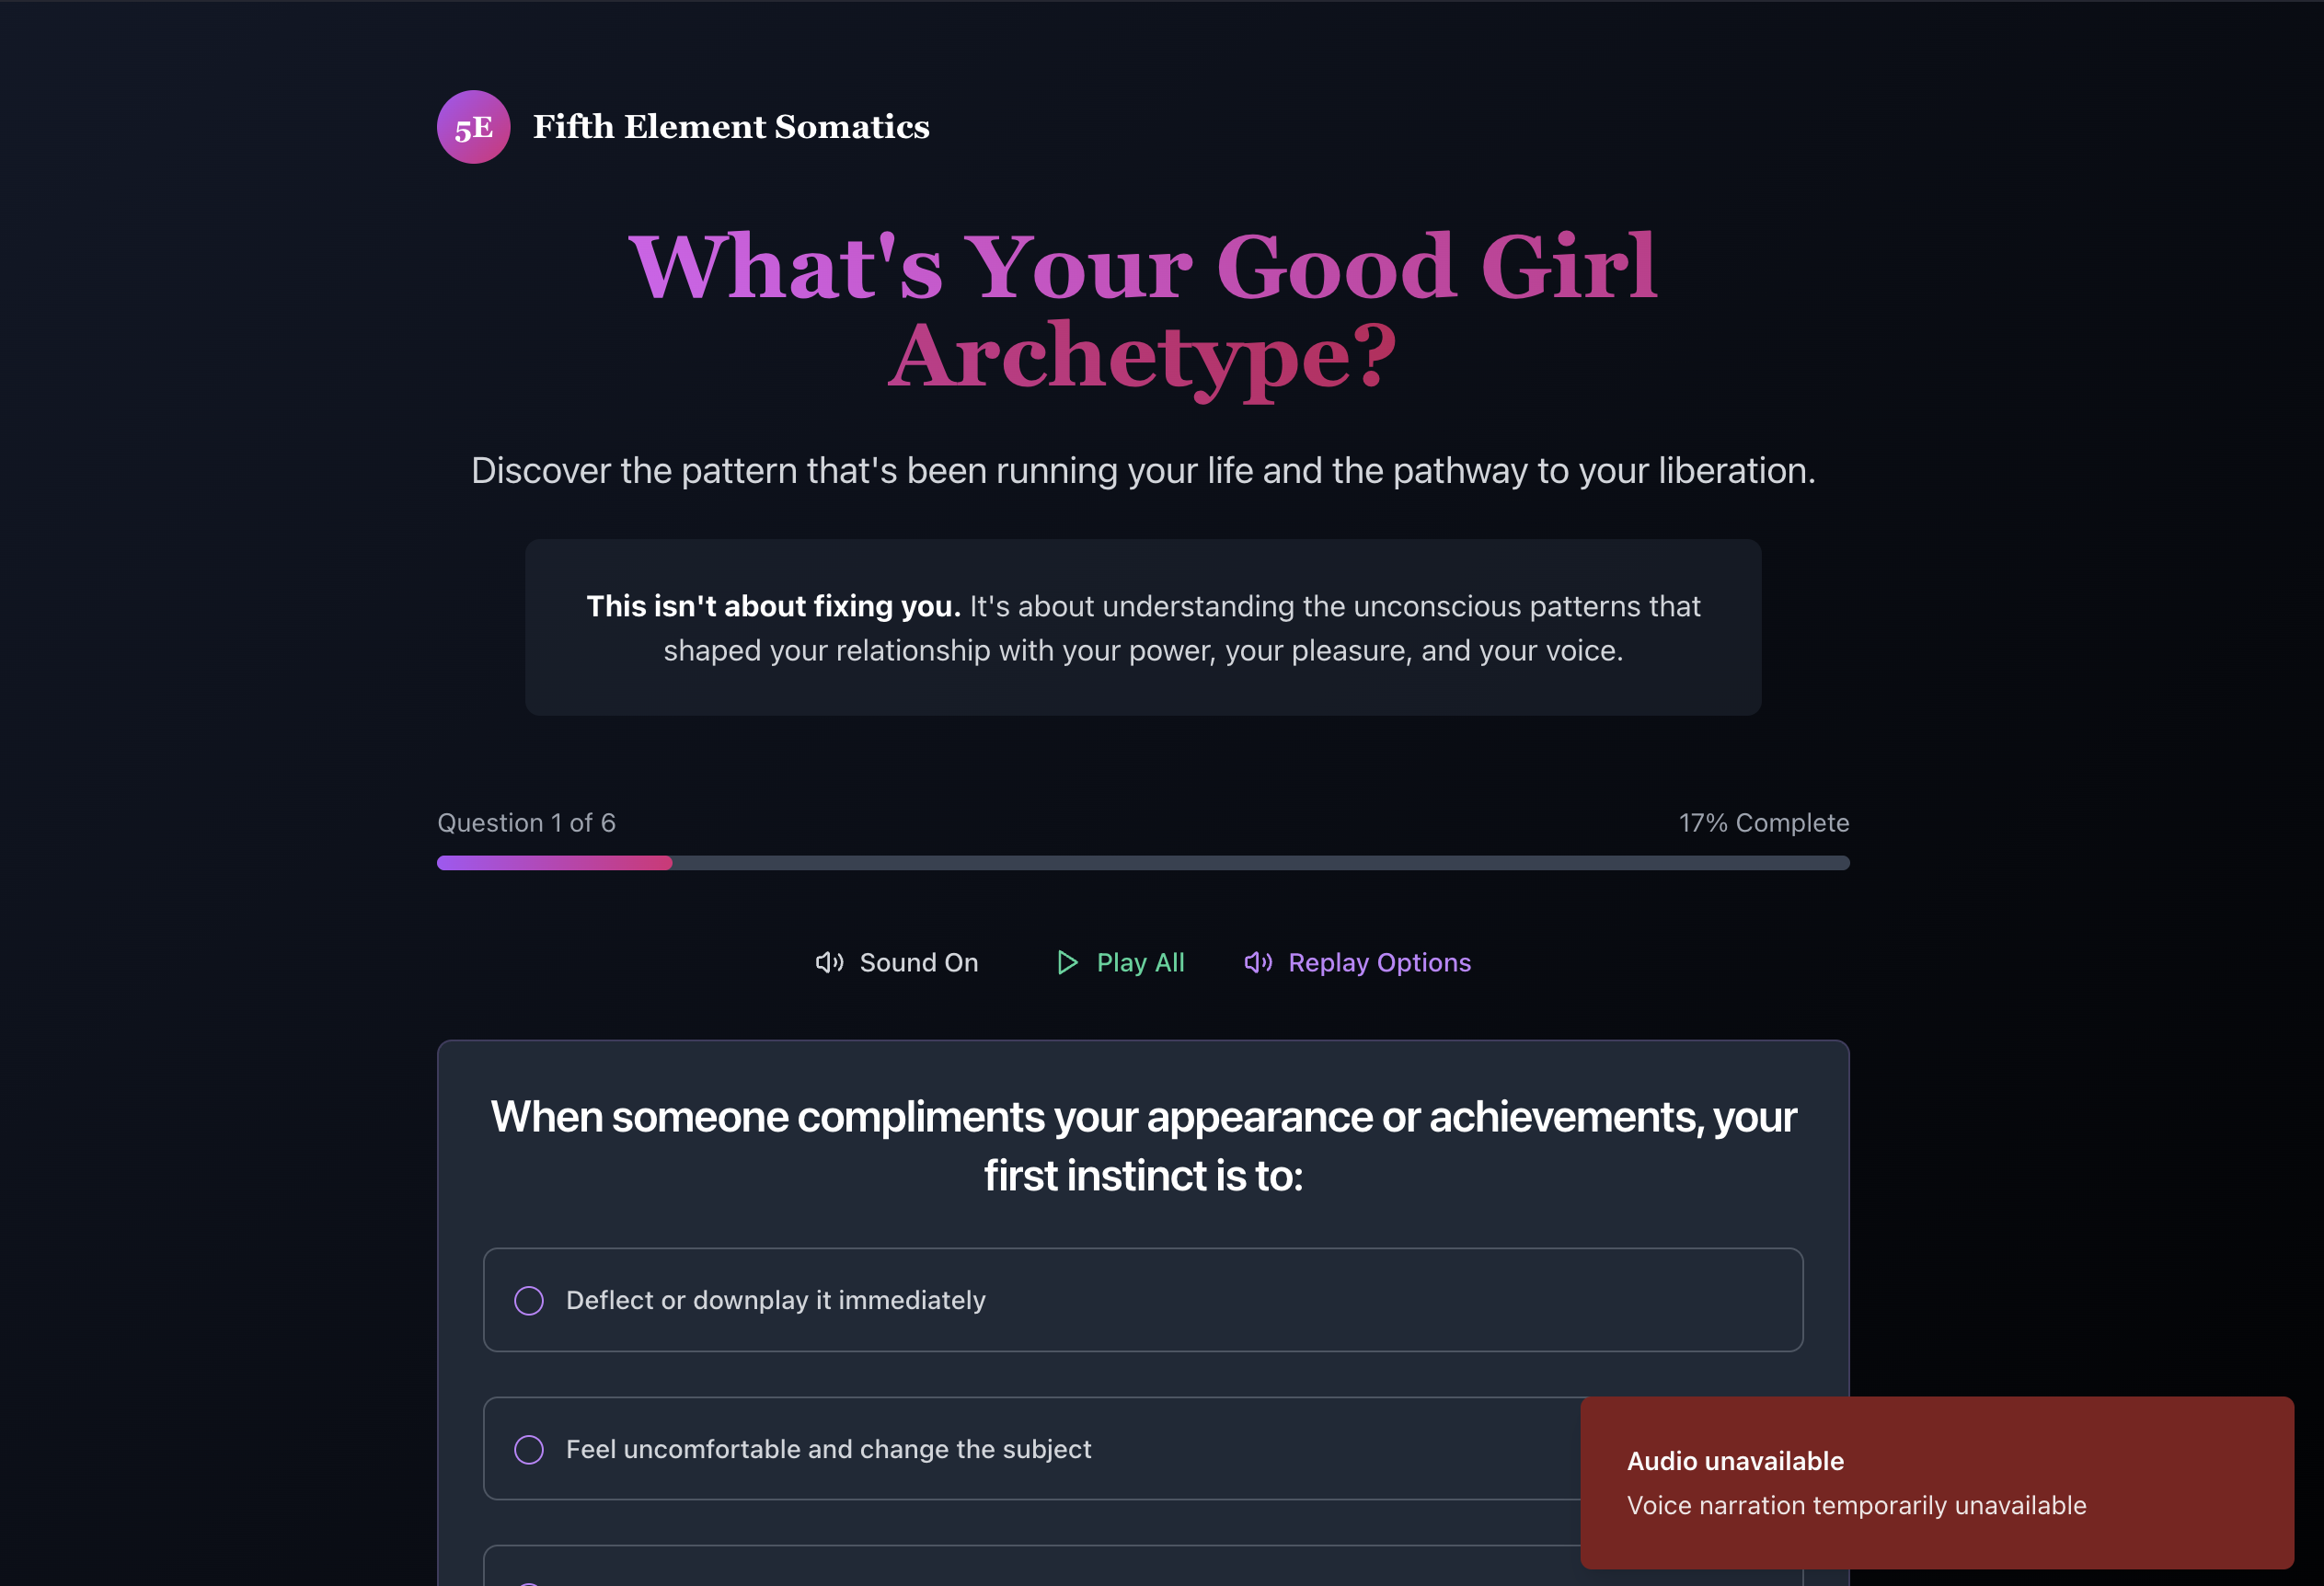 5E
Fifth Element Somatics
What's Your Good Girl
Archetype?
Discover the pattern that's been running your life and the pathway to your liberation.
This isn't about fixing you. It's about understanding the unconscious patterns that
shaped your relationship with your power, your pleasure, and your voice.
Question 1 of 6
17% Complete
Sound On
Play All
Replay Options
When someone compliments your appearance or achievements, your
first instinct is to:
Deflect or downplay it immediately
Feel uncomfortable and change the subject
Audio unavailable
Voice narration temporarily unavailable